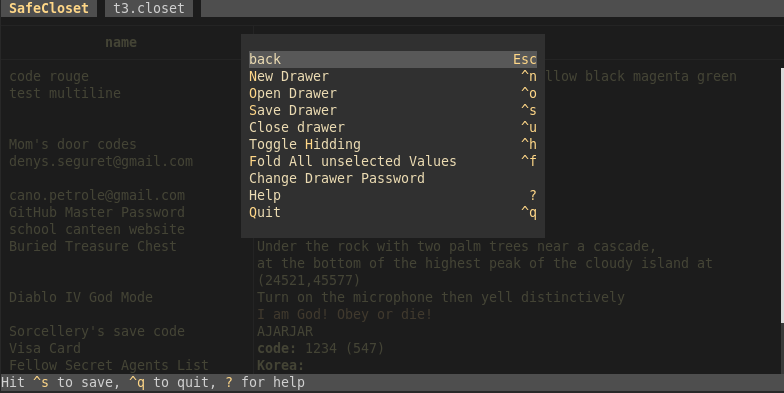 SafeCloset t3.closet
name
back Esc
code rouge New Drawer ^n llow black magenta green
test multiline Open Drawer ^o
Save Drawer ^s
Close drawer ^u
Mom's door codes Toggle Hidding ^h
denys.seguret@gmail.com Fold All unselected Values ^f
Change Drawer Password
cano.petrole@gmail.com Help ?
GitHub Master Password Quit ^q
school canteen website
Buried Treasure Chest Under the rock with two palm trees near a cascade,
at the bottom of the highest peak of the cloudy island at
(24521,45577)
Diablo IV God Mode Turn on the microphone then yell distinctively
I am God! Obey or die!
Sorcellery's save code AJARJAR
Visa Card code: 1234 (547)
Fellow Secret Agents List Korea:
Hit ^s to save, ^q to quit, ? for help